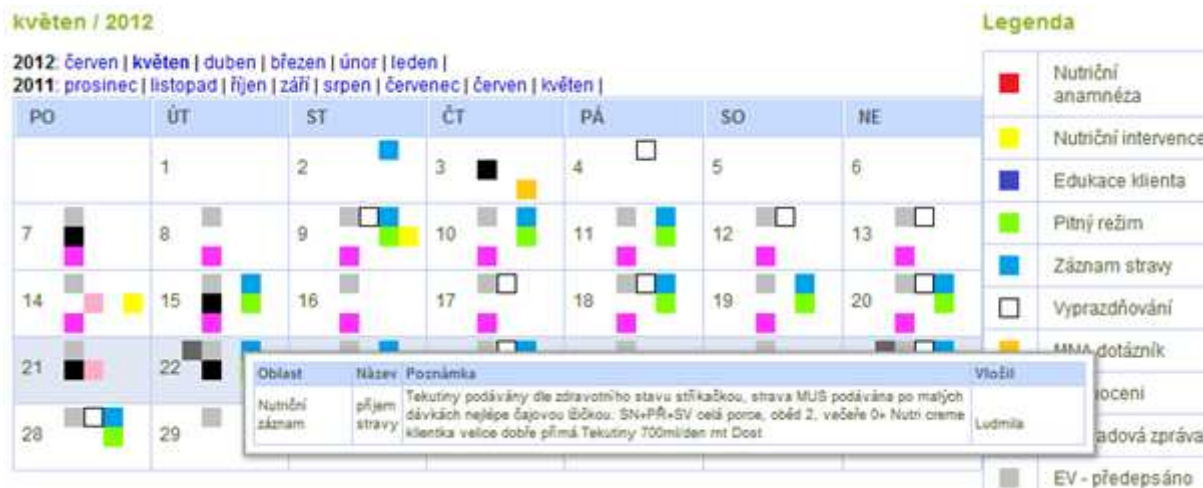 květen / 2012
Legenda
2012: červen | květen | duben | březen | únor | leden |
2011: prosinec | listopad | říjen | září | srpen | červenec | červen | květen |
PO ÚT ST ČT PÁ SO NE
1 2 3 4 5 6
7 8 9 10 11 12 13
14 15 16 17 18 19 20
21 22
28 29
Oblast Název Poznámka Vložil
Nutriční záznam
příjem stravy
Tekutiny podávány dle zdravotního stavu stříkačkou, strava MUS podávána po malých
dávkách nejlépe čajovou lžičkou. SN+PŘ+SV celá porce, oběd 2, večeře 0+ Nutri creme
klientka velice dobře přímá Tekutiny 700ml/den mt Dost
Ludmila
Nutriční
anamnéza
Nutriční intervence
Edukace klienta
Pitný režim
Záznam stravy
Vyprazdňování
MNA dotázník
ocení
adová zpráva
EV - předepsáno